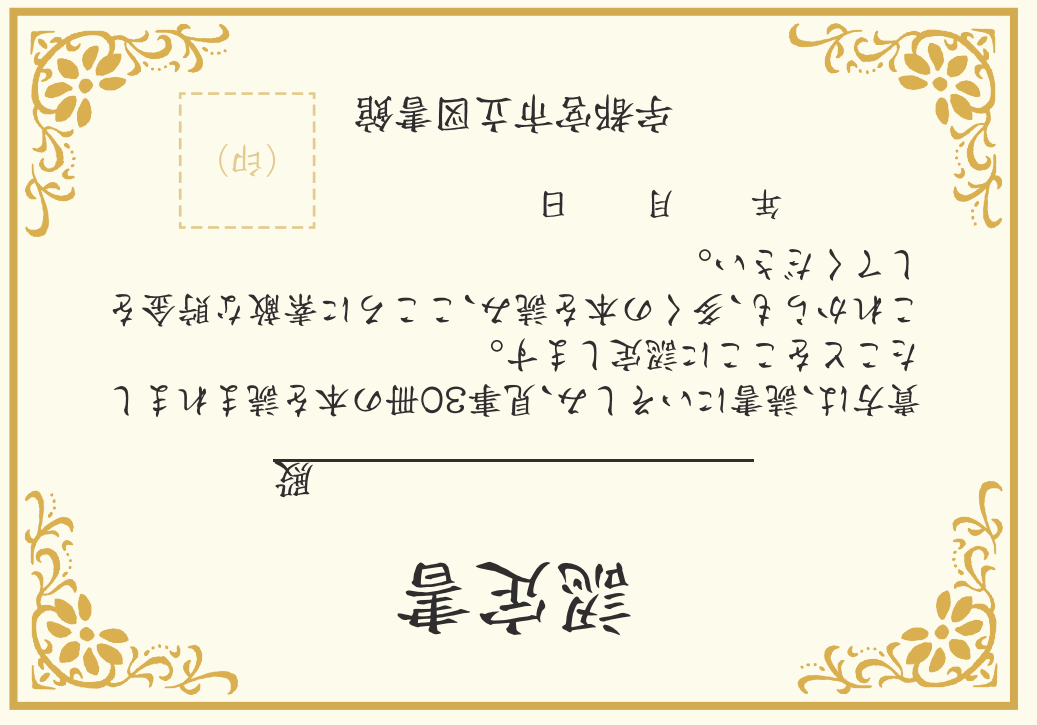 認定書
殿
貴方は、読書にいそしみ、見事30冊の本を読まれまし
たことをここに認定します。
これからも、多くの本を読み、こころに素敵な貯金を
してください。
年 月 日
宇都宮市立図書館
(印)